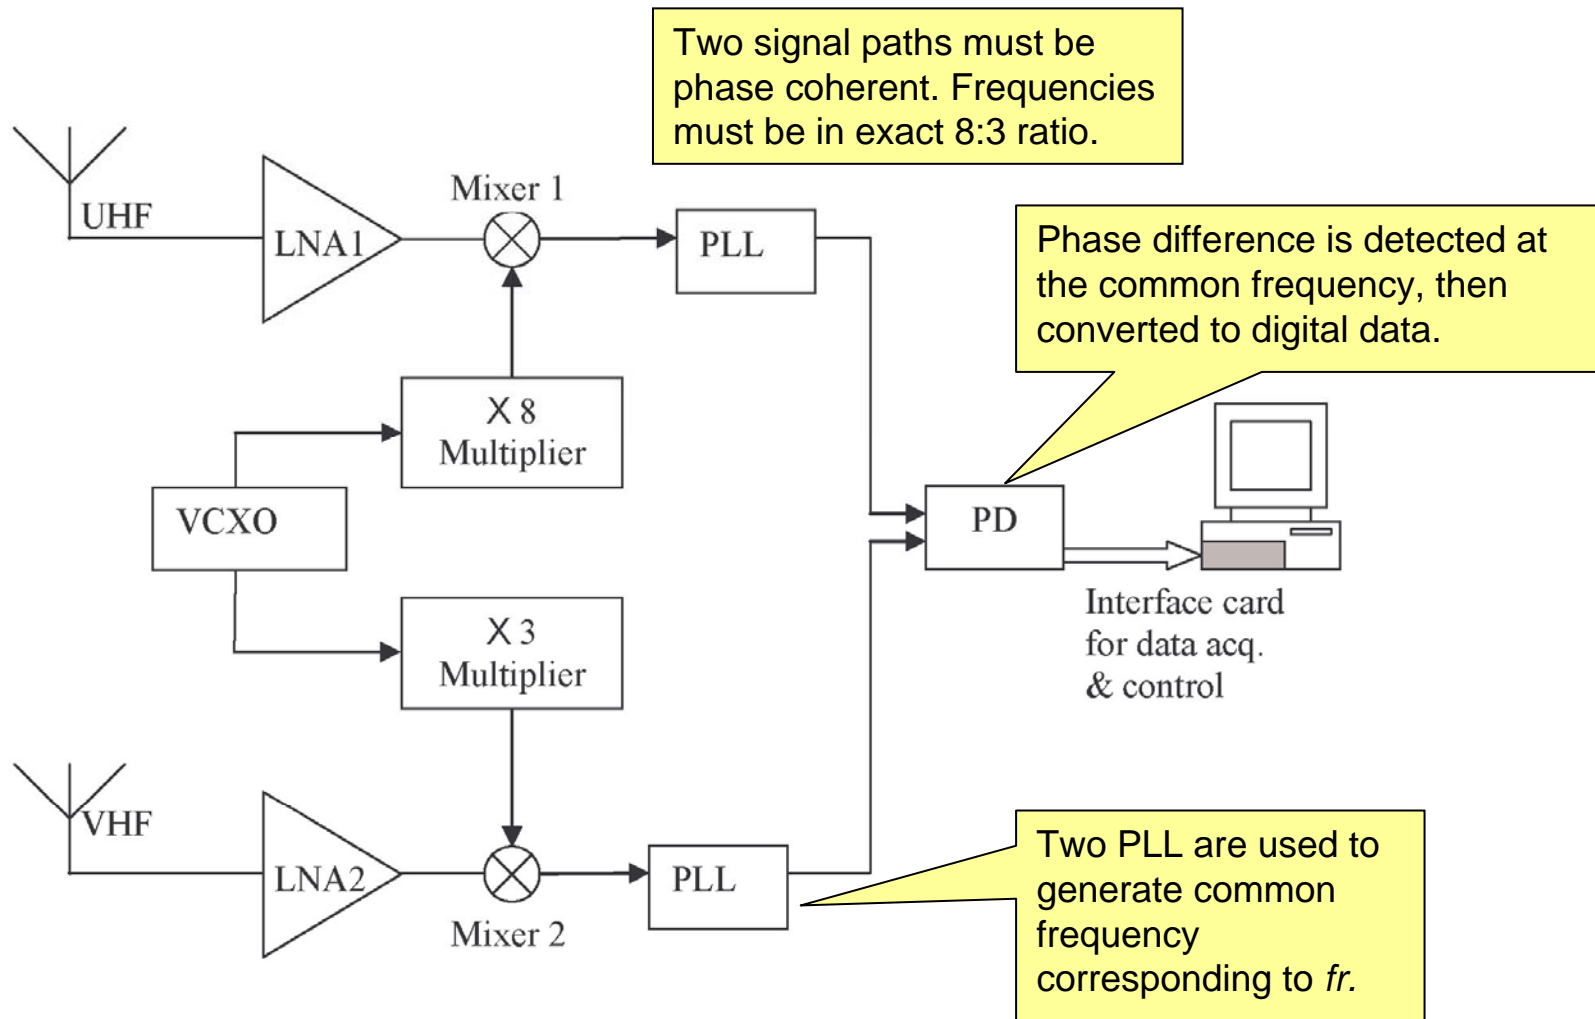 Two signal paths must be
phase coherent. Frequencies
must be in exact 8:3 ratio.
UHF
LNA1
Mixer 1
PLL
Phase difference is detected at
the common frequency, then
converted to digital data.
X 8
Multiplier
VCXO
PD
X 3
Multiplier
Interface card
for data acq.
& control
VHF
LNA2
Mixer 2
PLL
Two PLL are used to
generate common
frequency
corresponding to fr.